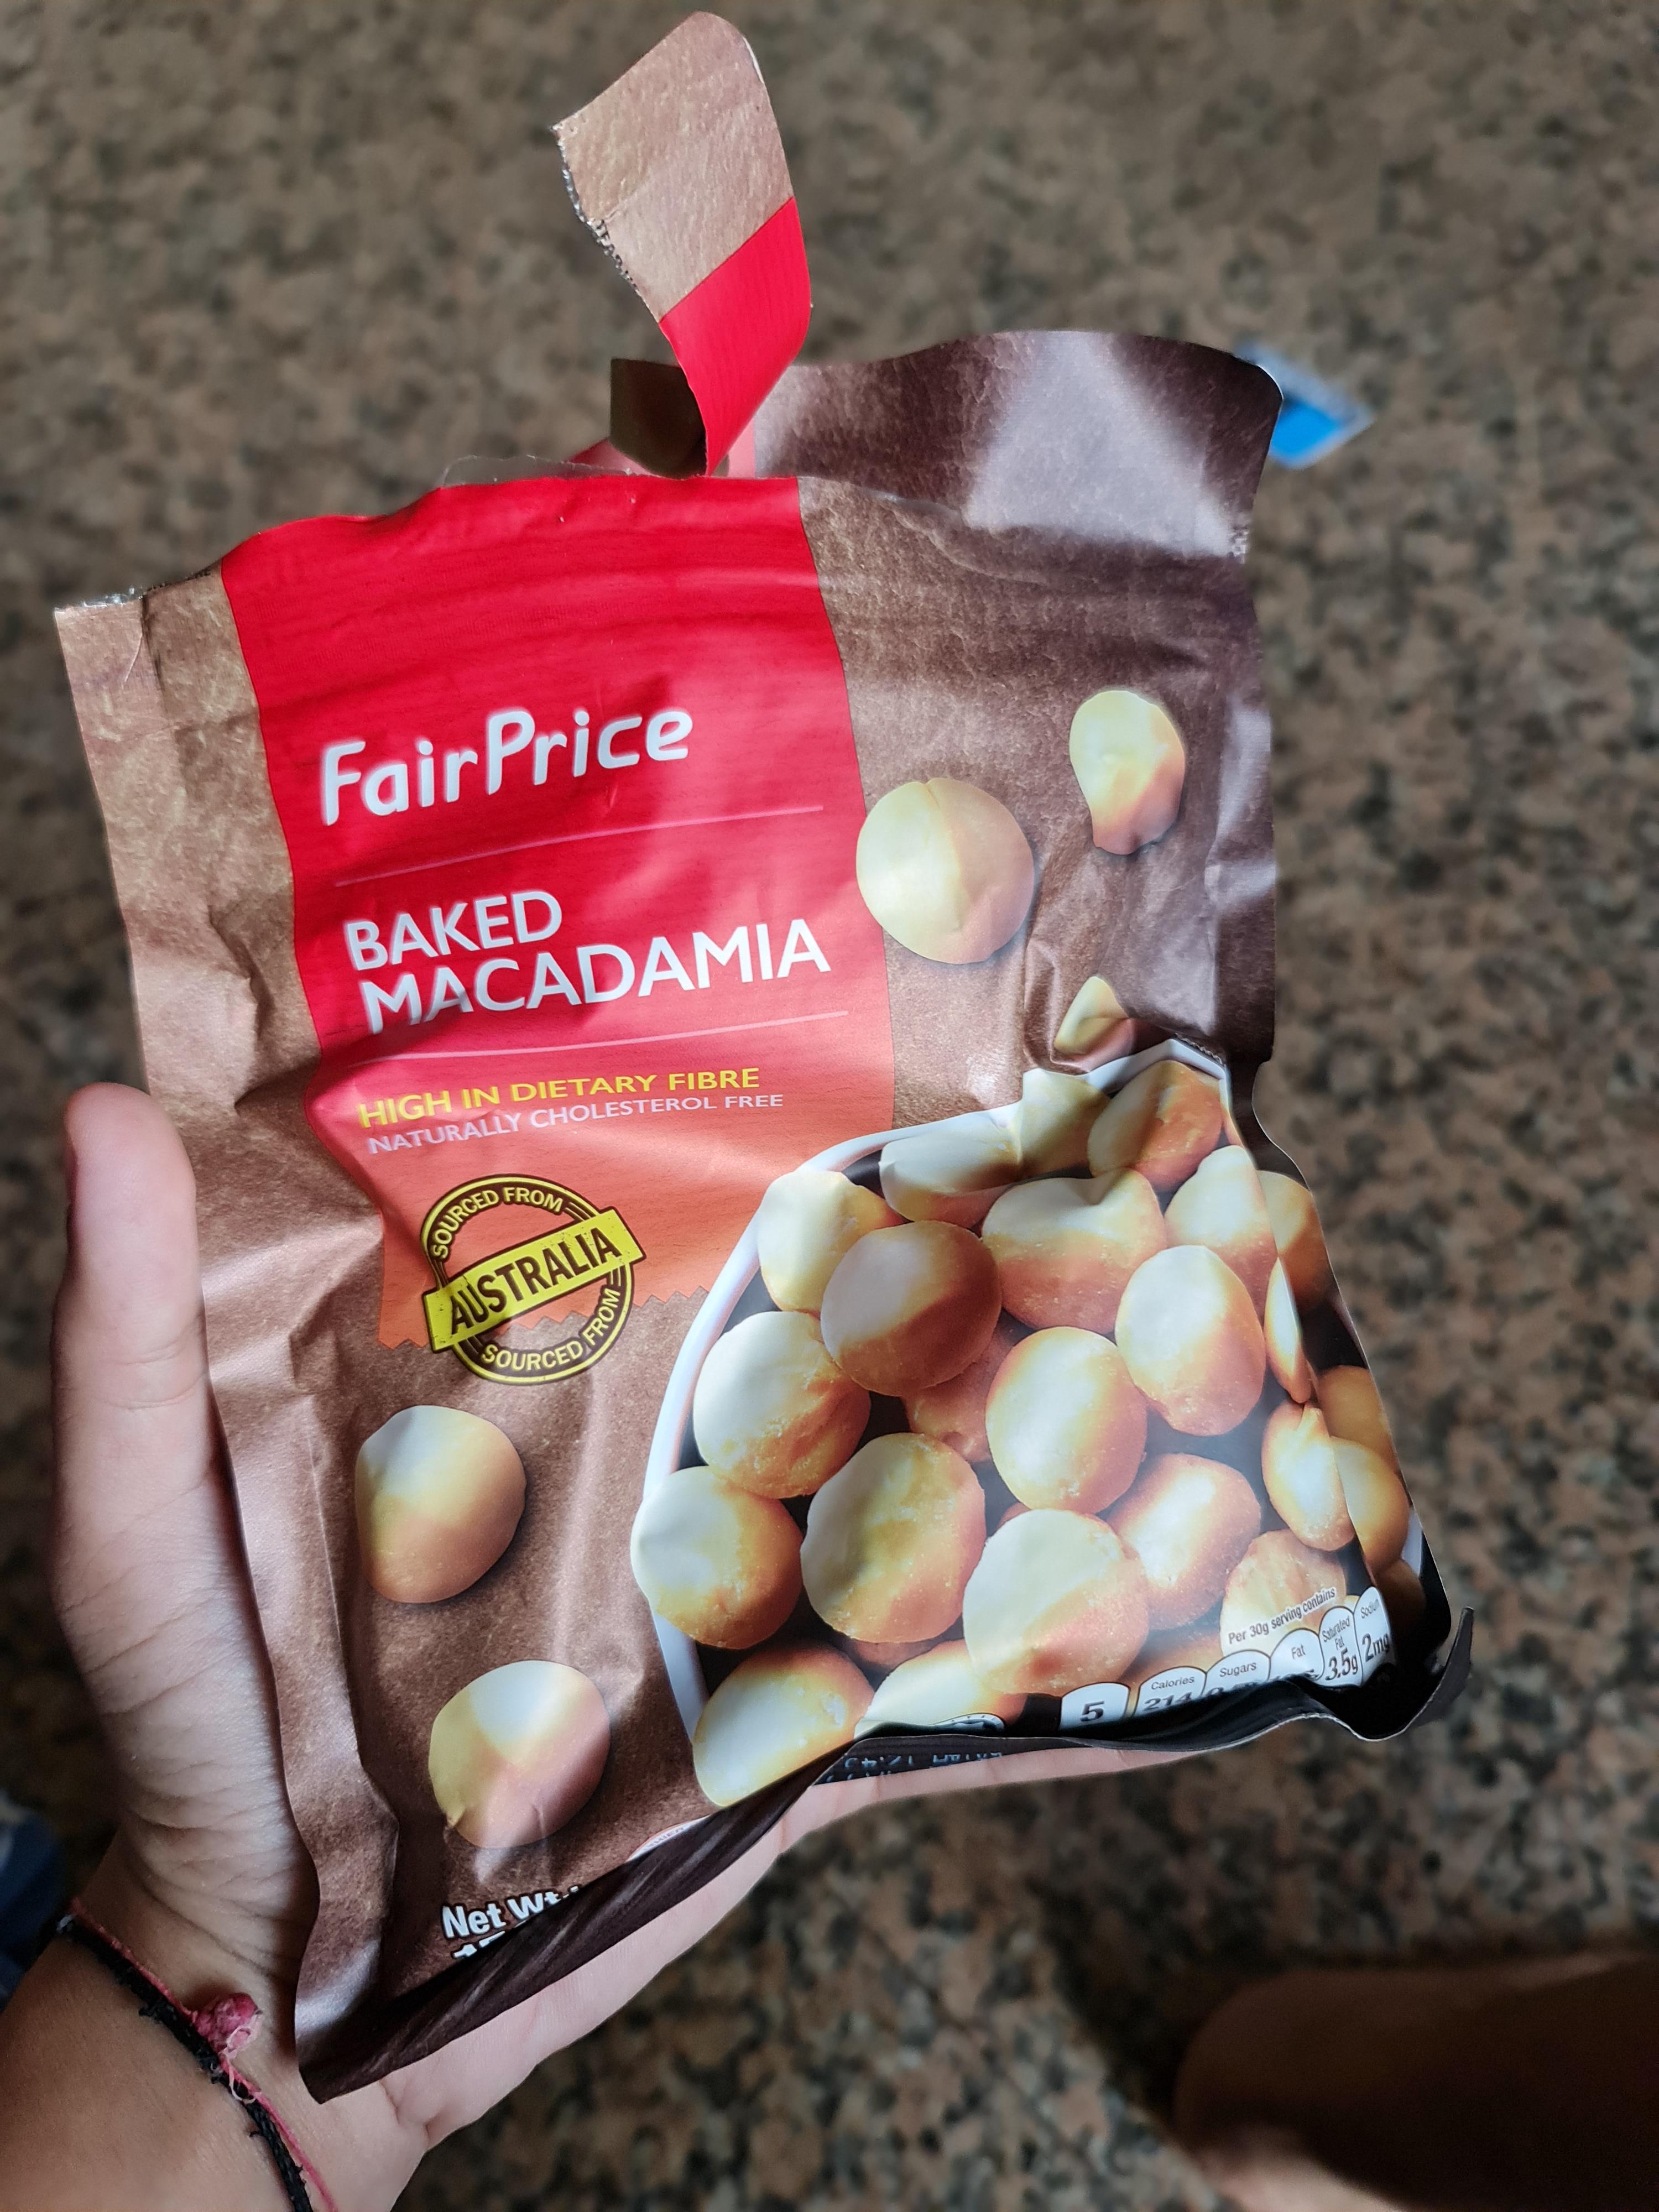 FairPrice
BAKED
MACADAMIA
HIGH IN DIETARY FIBRE
NATURALLY CHOLESTEROL FREE
SOURCED FROM
AUSTRALIA
SOURCED FROM
Per 30g serving contains
Calories Sugars Fat Saturated Fat Sodium
5 214 3.5g 2mg
Net Wt